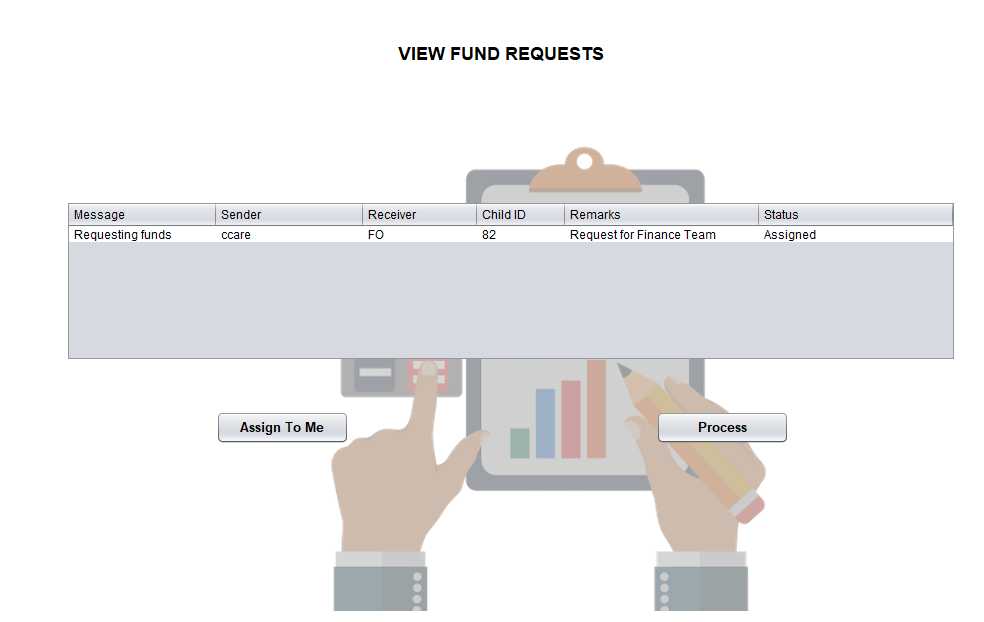 VIEW FUND REQUESTS
Message Sender Receiver Child ID Remarks Status
Requesting funds ccare FO 82 Request for Finance Team Assigned
Assign To Me Process